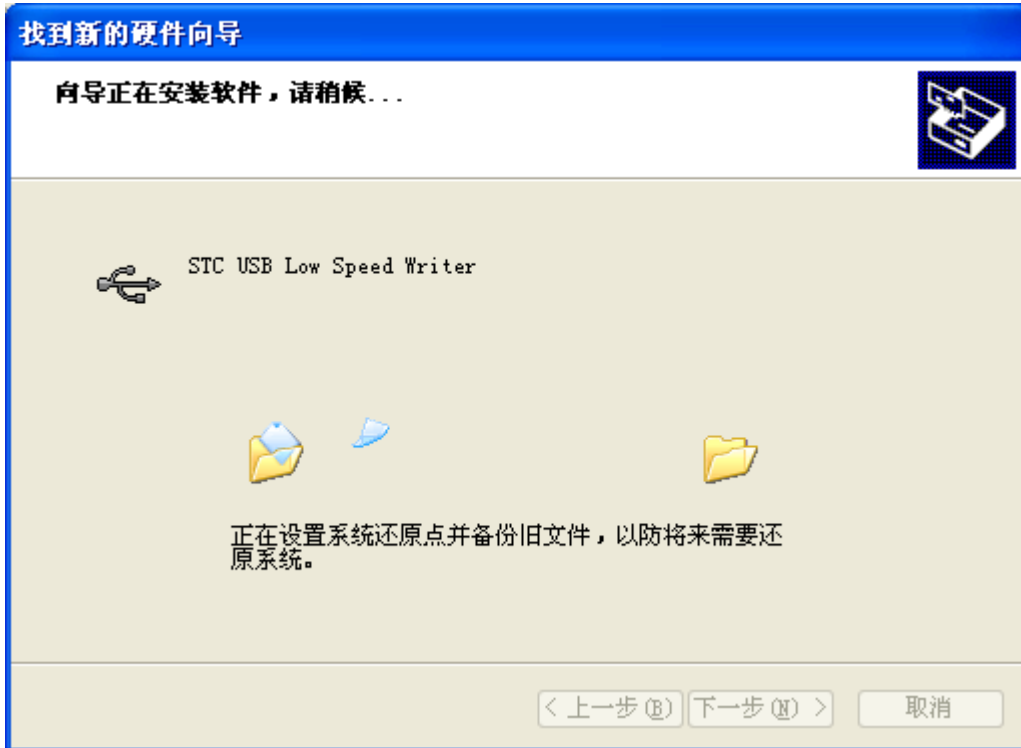 找到新的硬件向导
向导正在安装软件，请稍候...
STC USB Low Speed Writer
正在设置系统还原点并备份旧文件，以防将来需要还
原系统。
< 上一步(B) 下一步(N) > 取消